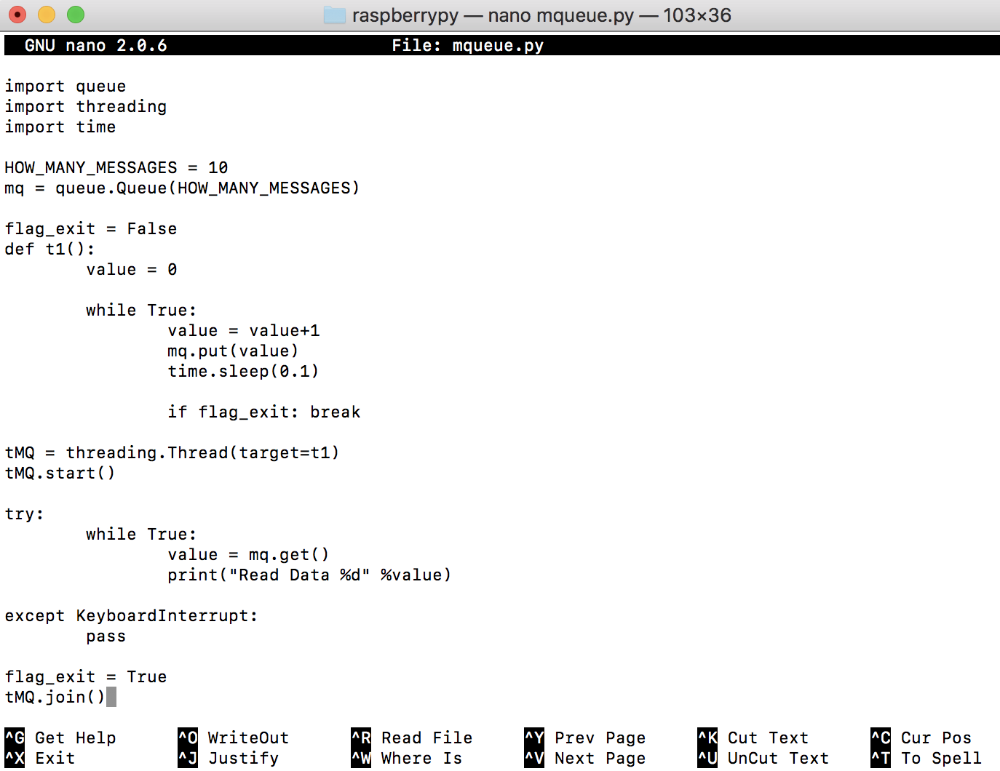 raspberrypy — nano mqueue.py — 103×36
GNU nano 2.0.6 File: mqueue.py
import queue
import threading
import time
HOW_MANY_MESSAGES = 10
mq = queue.Queue(HOW_MANY_MESSAGES)
flag_exit = False
def t1():
        value = 0
        while True:
                value = value+1
                mq.put(value)
                time.sleep(0.1)
                if flag_exit: break
tMQ = threading.Thread(target=t1)
tMQ.start()
try:
        while True:
                value = mq.get()
                print("Read Data %d" %value)
except KeyboardInterrupt:
        pass
flag_exit = True
tMQ.join()
^G Get Help ^O WriteOut ^R Read File ^Y Prev Page ^K Cut Text ^C Cur Pos
^X Exit ^J Justify ^W Where Is ^V Next Page ^U UnCut Text ^T To Spell